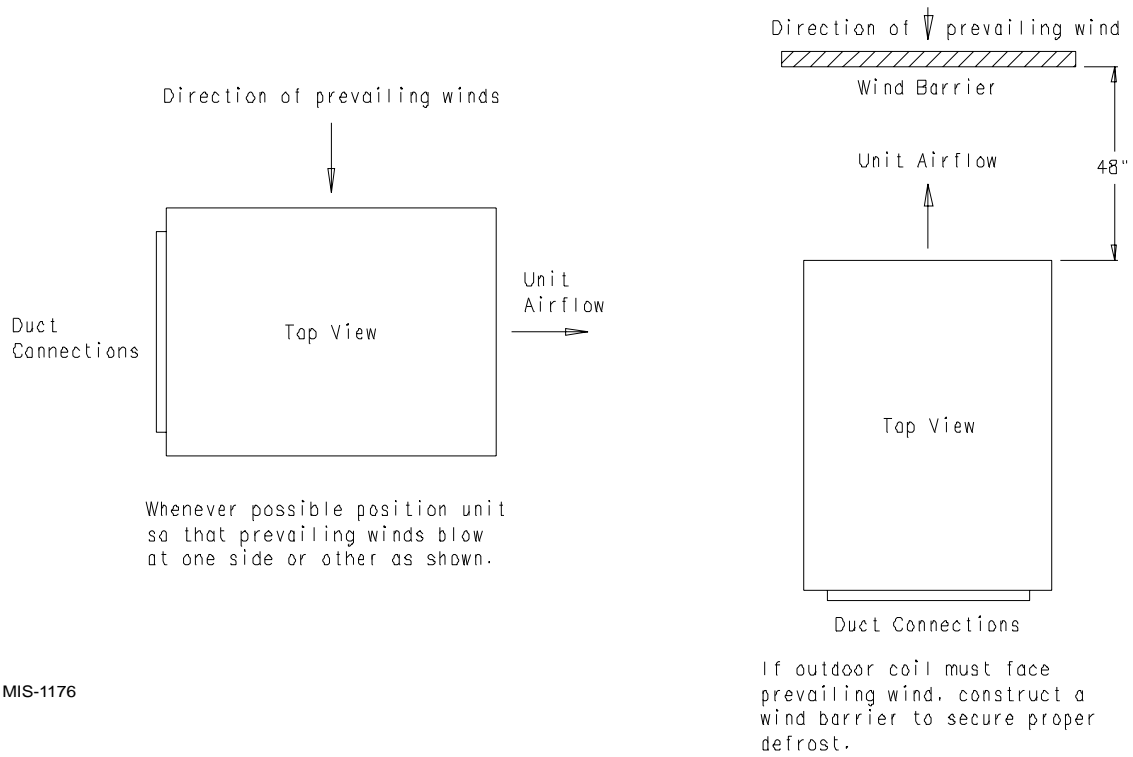 Direction of prevailing winds
Unit
Airflow
Duct
Connections
Top View
Whenever possible position unit
so that prevailing winds blow
at one side or other as shown.
MIS-1176
Direction of prevailing wind
Wind Barrier
Unit Airflow
48"
Top View
Duct Connections
If outdoor coil must face
prevailing wind, construct a
wind barrier to secure proper
defrost.